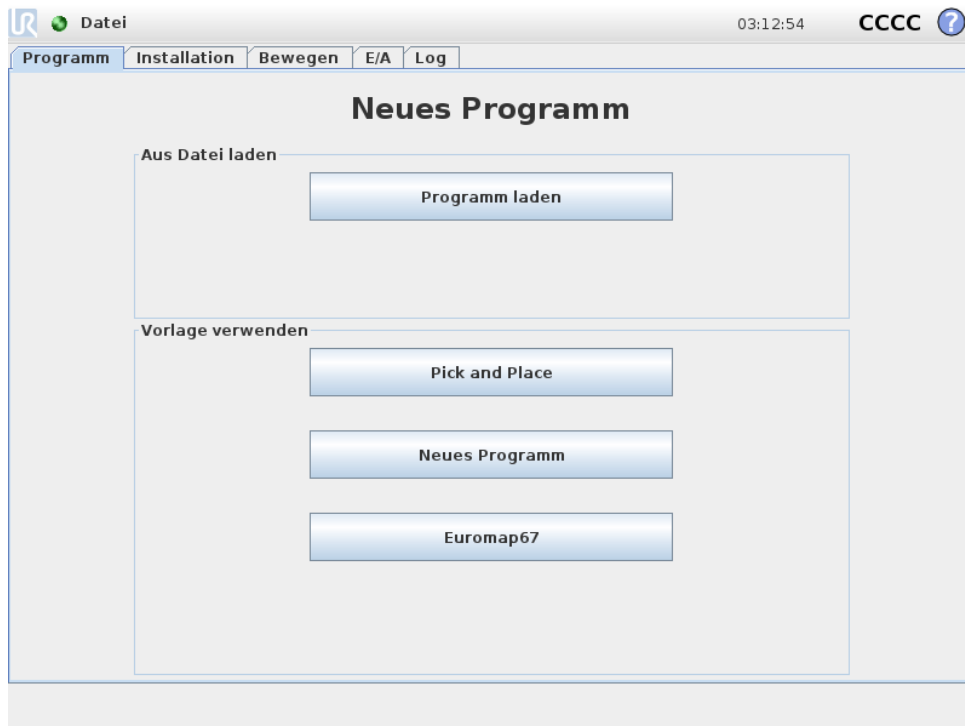 UR Datei 03:12:54 CCCC ?
Programm Installation Bewegen E/A Log
Neues Programm
Aus Datei laden
Programm laden
Vorlage verwenden
Pick and Place
Neues Programm
Euromap67